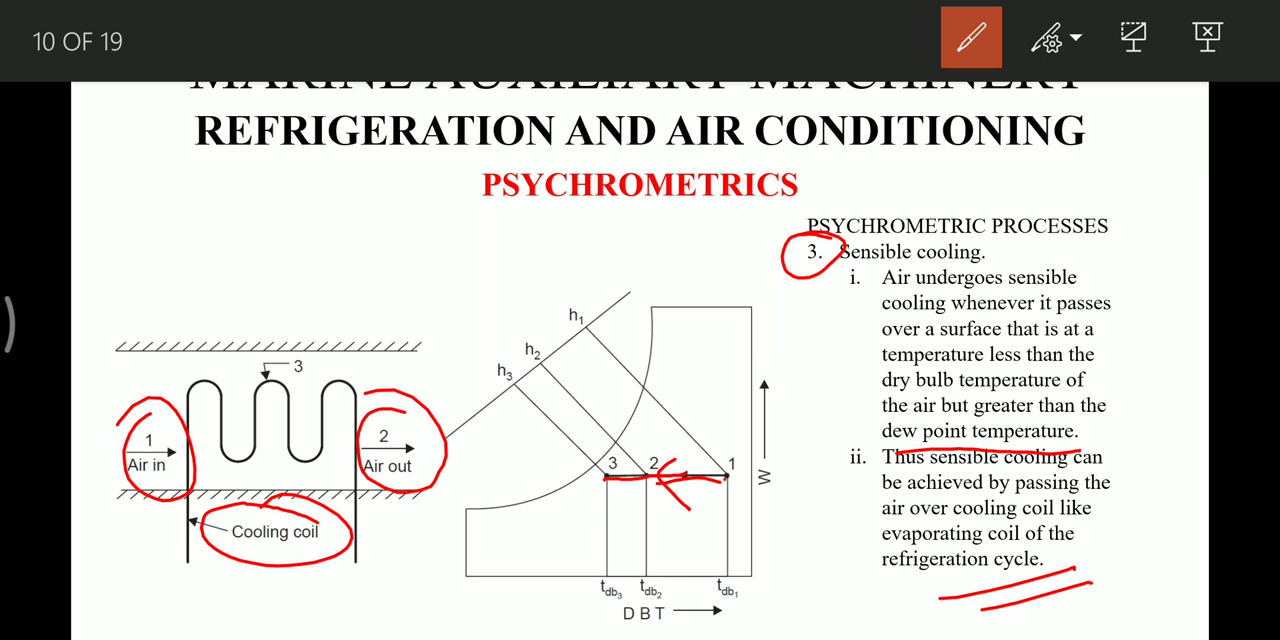 10 OF 19
MARINE AUXILIARY MACHINERY
REFRIGERATION AND AIR CONDITIONING
PSYCHROMETRICS
PSYCHROMETRIC PROCESSES
3. Sensible cooling.
i. Air undergoes sensible
cooling whenever it passes
over a surface that is at a
temperature less than the
dry bulb temperature of
the air but greater than the
dew point temperature.
ii. Thus sensible cooling can
be achieved by passing the
air over cooling coil like
evaporating coil of the
refrigeration cycle.
3
1
Air in
2
Air out
Cooling coil
h1
h2
h3
3 2 1
W
tdb3 tdb2 tdb1
D B T